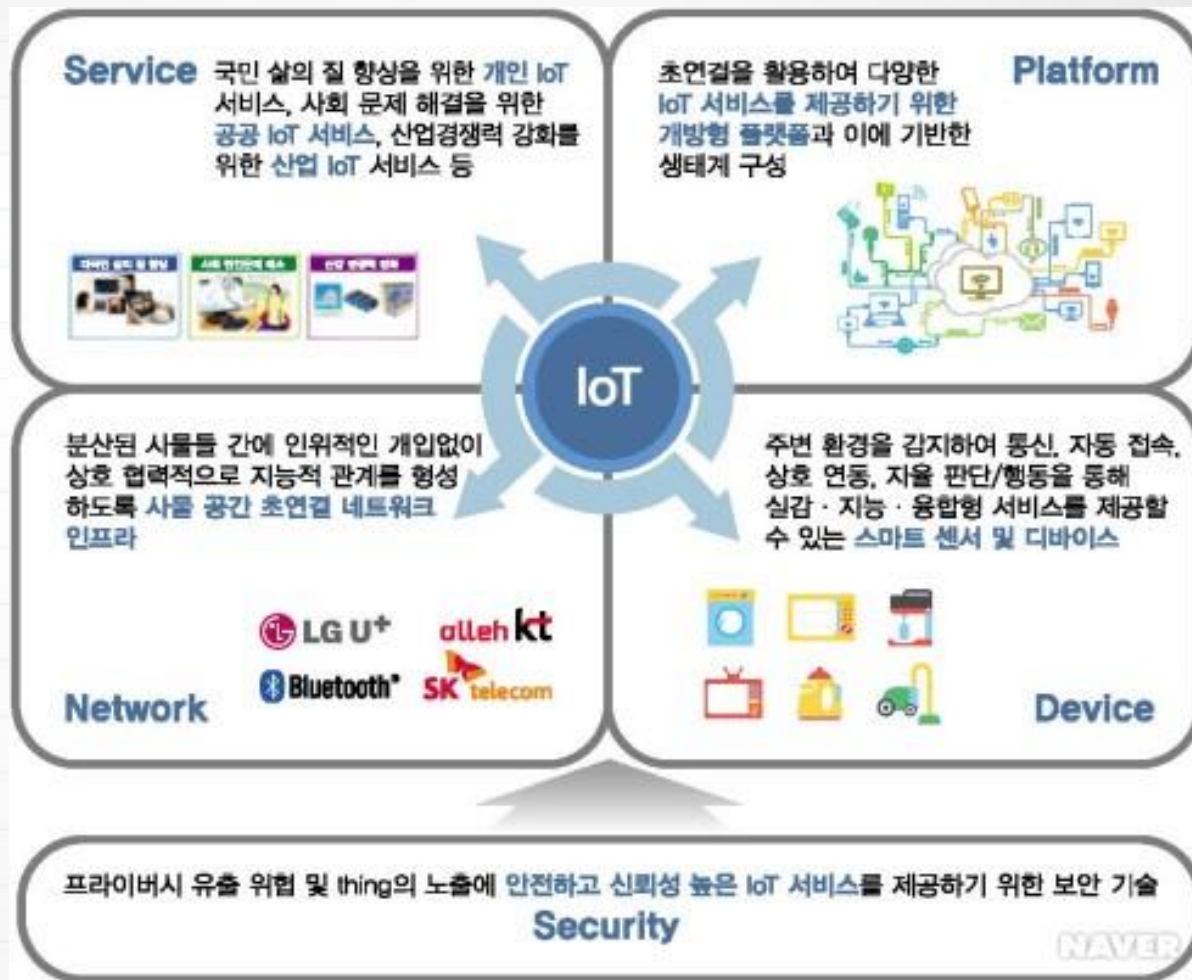 Service
국민 삶의 질 향상을 위한 개인 IoT
서비스, 사회 문제 해결을 위한
공공 IoT 서비스, 산업경쟁력 강화를
위한 산업 IoT 서비스 등
Platform
초연결을 활용하여 다양한
IoT 서비스를 제공하기 위한
개방형 플랫폼과 이에 기반한
생태계 구성
IoT
분산된 사물들 간에 인위적인 개입없이
상호 협력적으로 지능적 관계를 형성
하도록 사물 공간 초연결 네트워크
인프라
LG U+
olleh kt
Bluetooth
SK telecom
Network
주변 환경을 감지하여 통신, 자동 접속,
상호 연동, 자율 판단/행동을 통해
실감 · 지능 · 융합형 서비스를 제공할
수 있는 스마트 센서 및 디바이스
Device
프라이버시 유출 위험 및 thing의 노출에 안전하고 신뢰성 높은 IoT 서비스를 제공하기 위한 보안 기술
Security
NAVER